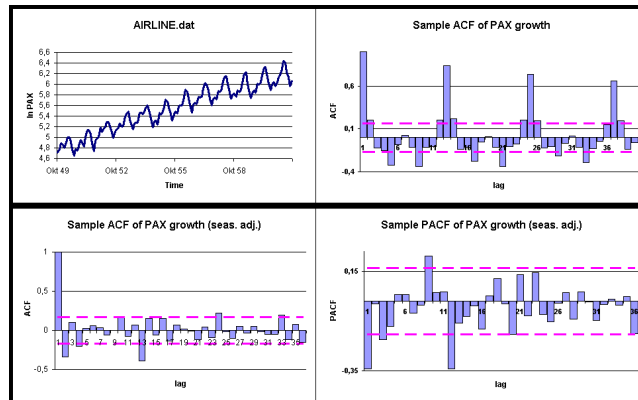 AIRLINE.dat
6,6
6,4
6,2
6
5,8
5,6
5,4
5,2
5
4,8
4,6
ln PAX
Okt 49 Okt 52 Okt 55 Okt 58
Time
Sample ACF of PAX growth
0,6
0,1
-0,4
ACF
1 6 11 16 21 26 31 36
lag
Sample ACF of PAX growth (seas. adj.)
1
0,5
0
-0,5
ACF
1 3 5 7 9 11 13 15 17 19 21 23 25 27 29 31 33 35
lag
Sample PACF of PAX growth (seas. adj.)
0,15
-0,35
PACF
1 6 11 16 21 26 31 36
lag